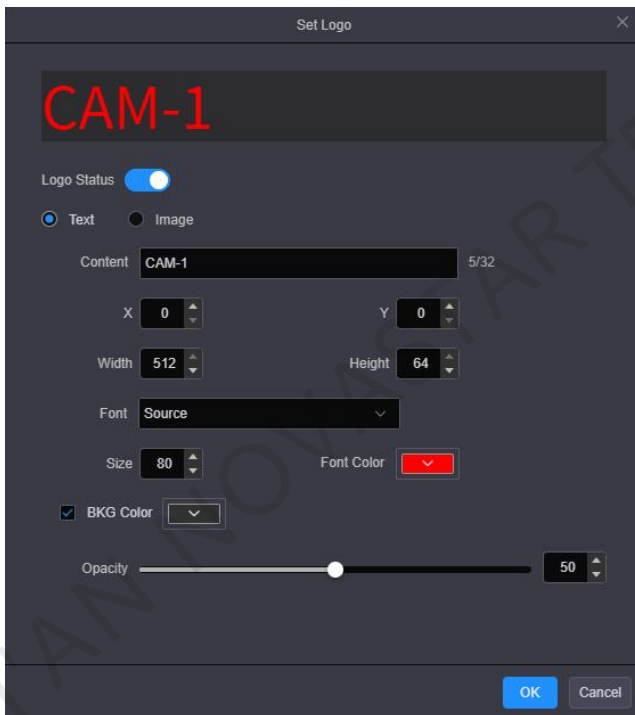 Set Logo
CAM-1
Logo Status
Text Image
Content CAM-1 5/32
X 0 Y 0
Width 512 Height 64
Font Source
Size 80 Font Color
BKG Color
Opacity 50
OK Cancel